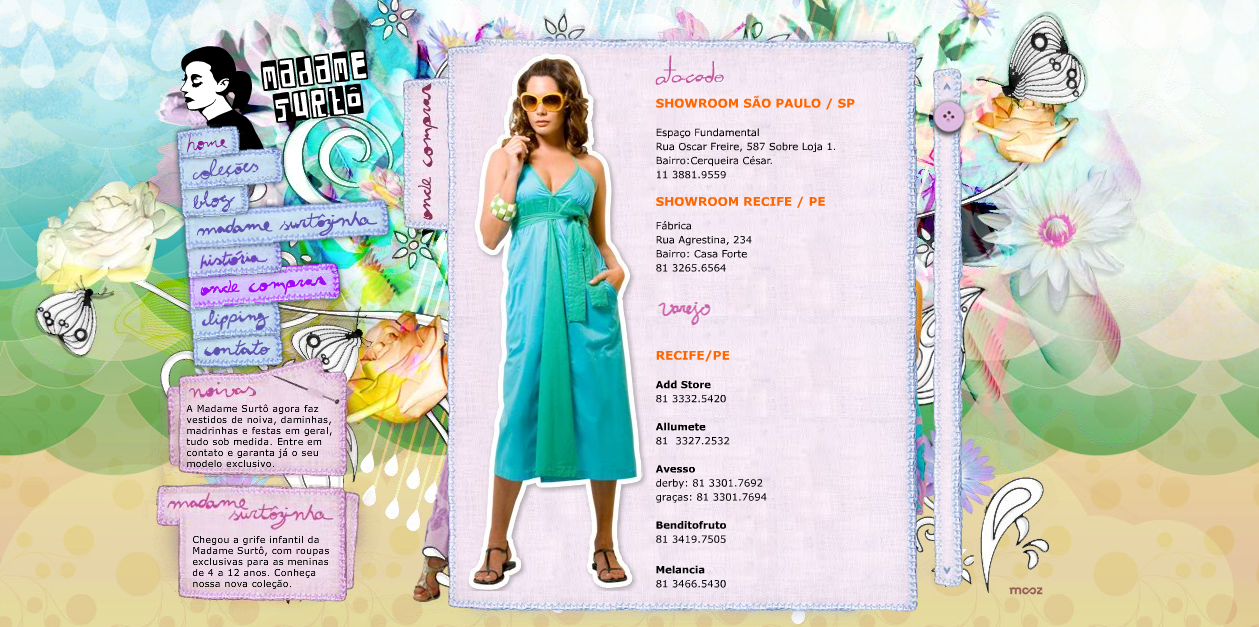 madame
surtô
home
coleções
blog
madame surtôzinha
história
onde comprar
clipping
contato
noivas
A Madame Surtô agora faz
vestidos de noiva, daminhas,
madrinhas e festas em geral,
tudo sob medida. Entre em
contato e garanta já o seu
modelo exclusivo.
madame
surtôzinha
Chegou a grife infantil da
Madame Surtô, com roupas
exclusivas para as meninas
de 4 a 12 anos. Conheça
nossa nova coleção.
onde comprar
atacado
SHOWROOM SÃO PAULO / SP
Espaço Fundamental
Rua Oscar Freire, 587 Sobre Loja 1.
Bairro:Cerqueira César.
11 3881.9559
SHOWROOM RECIFE / PE
Fábrica
Rua Agrestina, 234
Bairro: Casa Forte
81 3265.6564
varejo
RECIFE/PE
Add Store
81 3332.5420
Allumete
81 3327.2532
Avesso
derby: 81 3301.7692
graças: 81 3301.7694
Benditofruto
81 3419.7505
Melancia
81 3466.5430
mooz